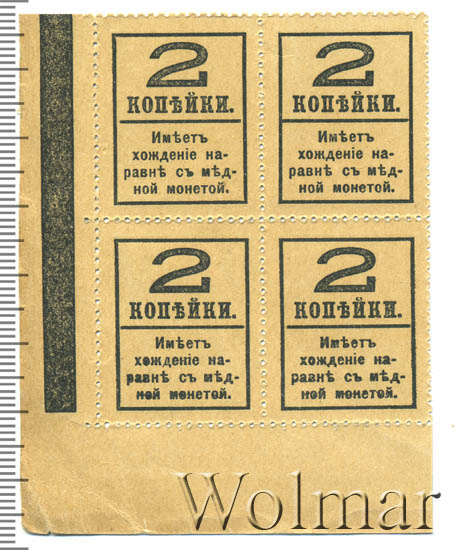 2
КОПѢЙКИ.
Имѣетъ
хожденіе на-
равнѣ съ мѣд-
ной монетой.
2
КОПѢЙКИ.
Имѣетъ
хожденіе на-
равнѣ съ мѣд-
ной монетой.
2
КОПѢЙКИ.
Имѣетъ
хожденіе на-
равнѣ съ мѣд-
ной монетой.
2
КОПѢЙКИ.
Имѣетъ
хожденіе на-
равнѣ съ мѣд-
ной монетой.
Wolmar